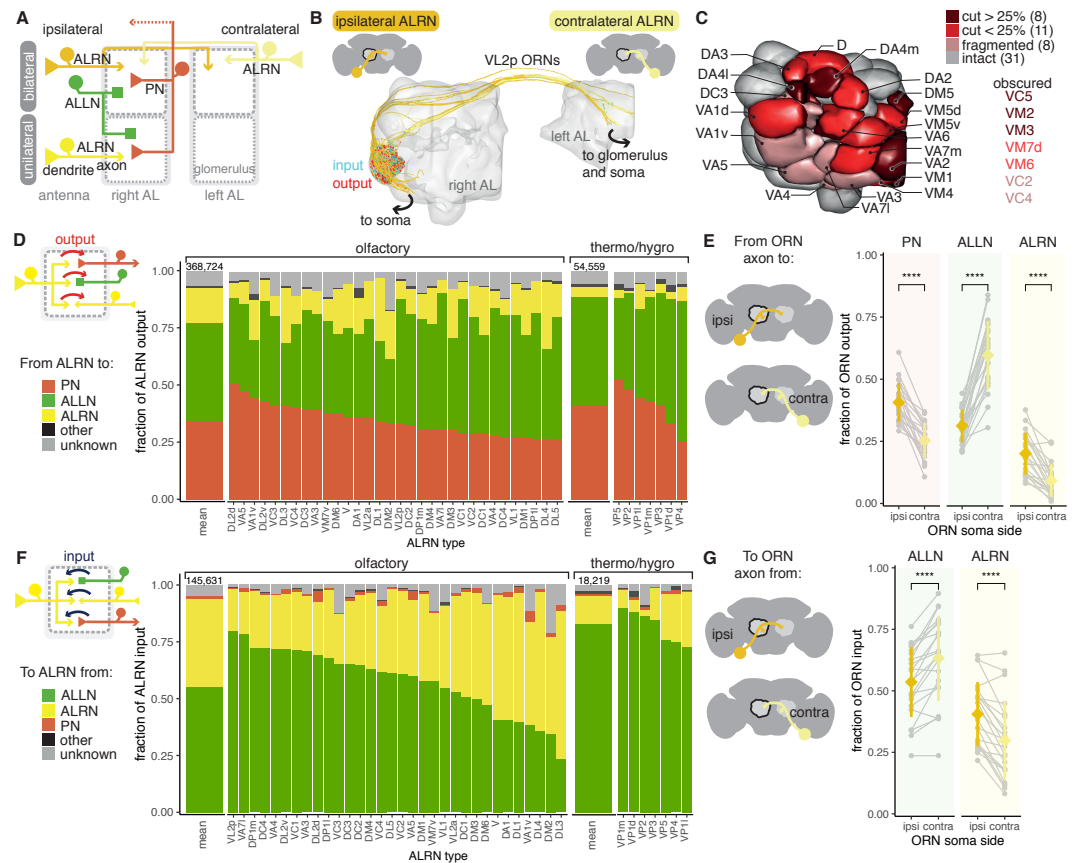 A
ipsilateral
contralateral
bilateral
unilateral
ALRN
ALRN
PN
ALLN
ALRN
axon
dendrite
glomerulus
antenna
right AL
left AL
B
ipsilateral ALRN
contralateral ALRN
VL2p ORNs
input
output
right AL
left AL
to soma
to glomerulus
and soma
C
cut > 25% (8)
cut < 25% (11)
fragmented (8)
intact (31)
D
DA4m
DA3
DA4l
DC3
VA1d
VA1v
VA5
VA4
DA2
DM5
VM5d
VM5v
VA6
VA7m
VA2
VM1
VM4
VA3
VA7l
obscured
VC5
VM2
VM3
VM7d
VM6
VC2
VC4
D
output
From ALRN to:
PN
ALLN
ALRN
other
unknown
olfactory
thermo/hygro
368,724
54,559
fraction of ALRN output
1.00
0.75
0.50
0.25
0.00
mean
DL2d VA5 VA1v DL2v VC3 DL3 VC4 DC3 VA3 VM7v DM6 V DA1 VL2a DL1 DM2 VL2p DC2 DP1m DM4 VA7l DM3 VC1 VC2 DC1 VA4 DC4 VL1 DM1 DP1l DL4 DL5
mean
VP5 VP2 VP1l VP1m VP3 VP1d VP4
ALRN type
E
From ORN
axon to:
ipsi
contra
PN ALLN ALRN
**** **** ****
fraction of ORN output
1.00
0.75
0.50
0.25
0.00
ipsi contra ipsi contra ipsi contra
ORN soma side
F
input
To ALRN from:
ALLN
ALRN
PN
other
unknown
olfactory
thermo/hygro
145,631
18,219
fraction of ALRN input
1.00
0.75
0.50
0.25
0.00
mean
VL2p VA7l DP1m DC4 VA4 DL2v VC1 VA3 DL2d DP1l VC3 DC3 DC2 DM4 VC4 DL5 VC2 VA5 DM1 VM7v VL1 VL2a DC1 DM3 DM6 V DA1 DL1 VA1v DL4 DM2 DL3
mean
VP1m VP1d VP2 VP3 VP5 VP4 VP1l
ALRN type
G
To ORN
axon from:
ipsi
contra
ALLN ALRN
**** ****
fraction of ORN input
1.00
0.75
0.50
0.25
0.00
ipsi contra ipsi contra
ORN soma side